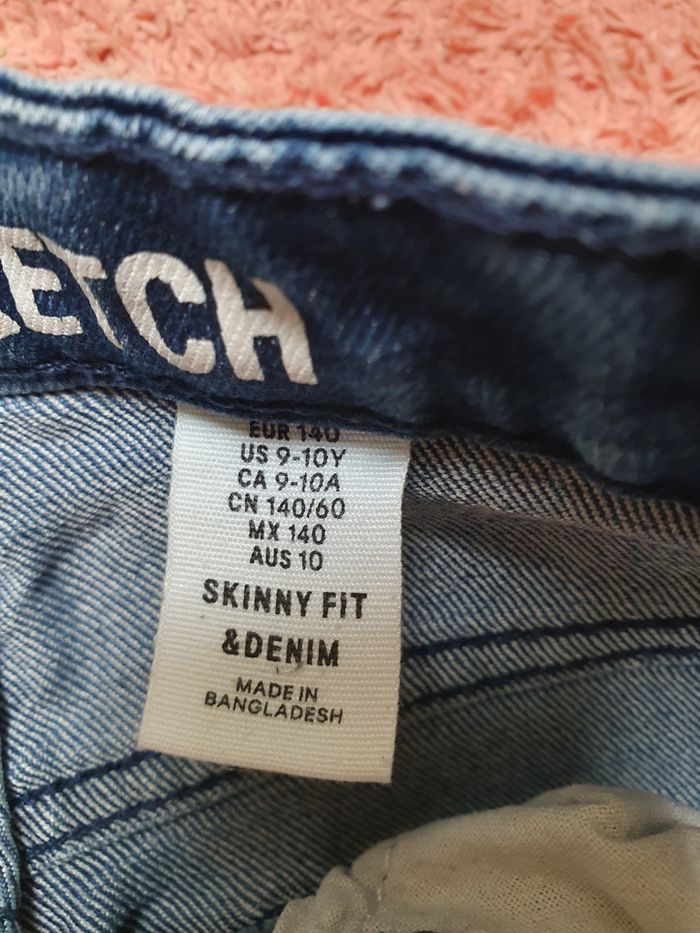 ETCH
EUR 140
US 9-10Y
CA 9-10A
CN 140/60
MX 140
AUS 10
SKINNY FIT
&DENIM
MADE IN
BANGLADESH